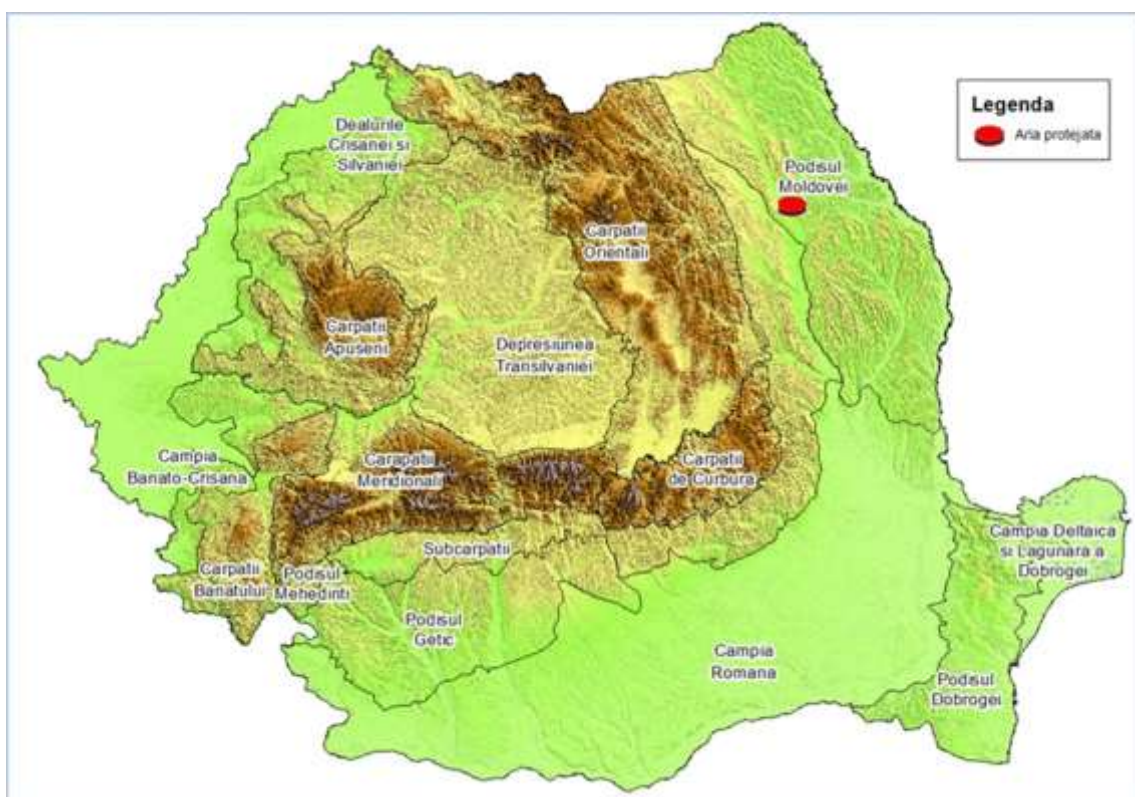 Legenda
Aria protejata
Dealurile
Crisanei si
Silvaniei
Podisul
Moldovei
Carpatii
Orientali
Carpatii
Apuseni
Depresiunea
Transilvaniei
Campia
Banato-Crisana
Carapatii
Meridionali
Carpatii
de Curbura
Subcarpatii
Carpatii
Banatului
Podisul
Mehedinti
Podisul
Getic
Campia
Romana
Campia Deltaica
si Lagunara a
Dobrogei
Podisul
Dobrogei